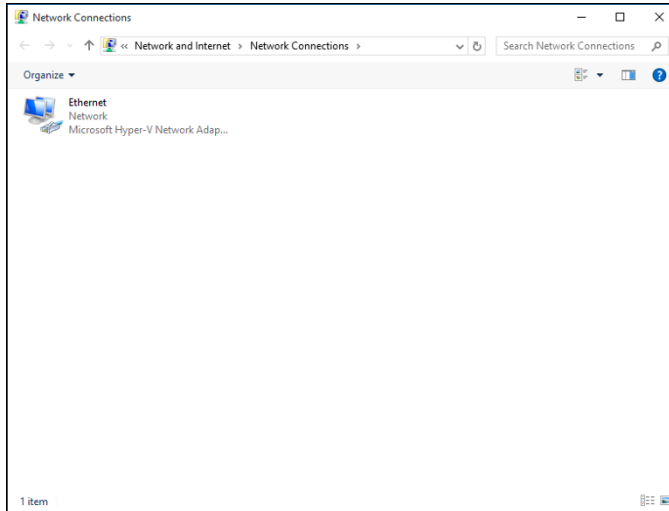 Network Connections
« Network and Internet > Network Connections >
Search Network Connections
Organize
Ethernet
Network
Microsoft Hyper-V Network Adap...
1 item